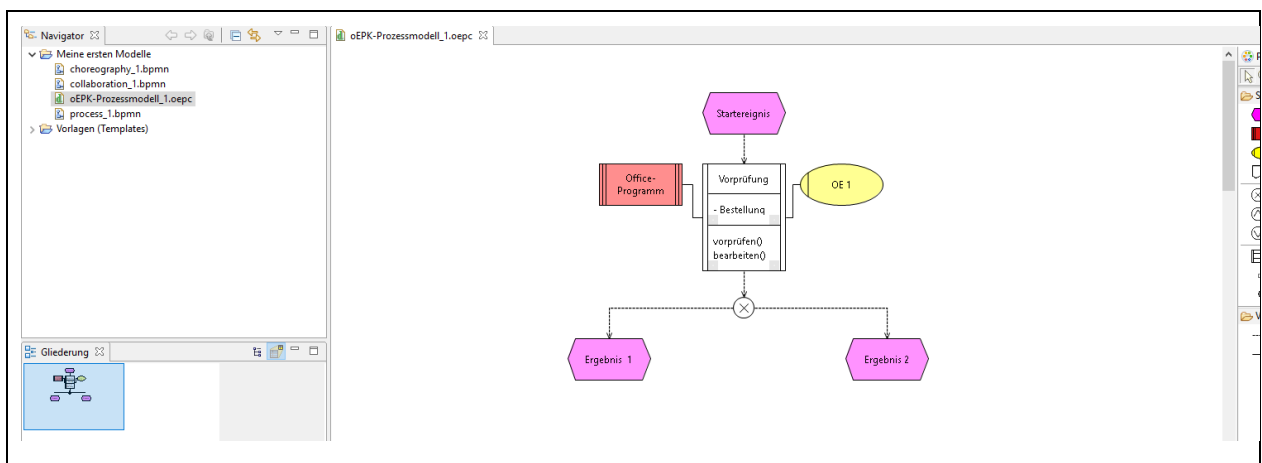 Navigator
Meine ersten Modelle
choreography_1.bpmn
collaboration_1.bpmn
oEPK-Prozessmodell_1.oepc
process_1.bpmn
Vorlagen (Templates)
Gliederung
oEPK-Prozessmodell_1.oepc
Startereignis
Office-
Programm
Vorprüfung
- Bestellung
vorprüfen()
bearbeiten()
OE 1
Ergebnis 1
Ergebnis 2